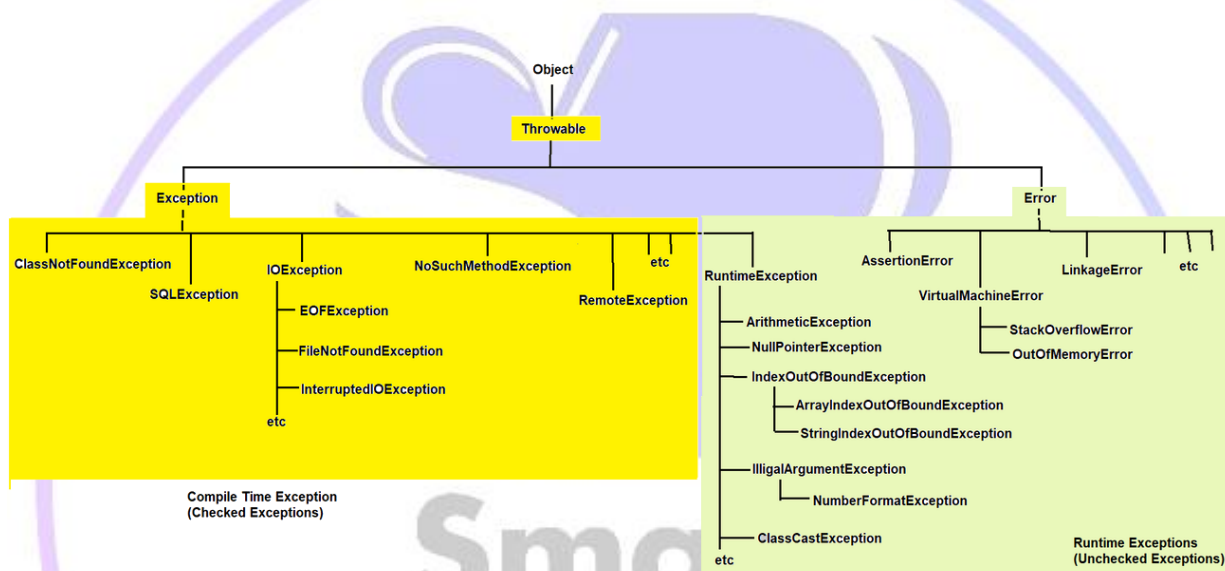 Object
Throwable
Exception
Error
ClassNotFoundException
SQLException
IOException
EOFException
FileNotFoundException
InterruptedIOException
etc
NoSuchMethodException
RemoteException
etc
RuntimeException
ArithmeticException
NullPointerException
IndexOutOfBoundException
ArrayIndexOutOfBoundException
StringIndexOutOfBoundException
IlligalArgumentException
NumberFormatException
ClassCastException
etc
AssertionError
VirtualMachineError
StackOverflowError
OutOfMemoryError
LinkageError
etc
Compile Time Exception
(Checked Exceptions)
Runtime Exceptions
(Unchecked Exceptions)